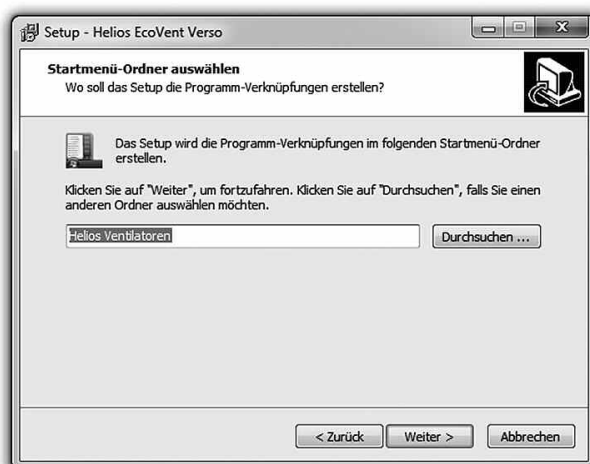 Setup - Helios EcoVent Verso
Startmenü-Ordner auswählen
Wo soll das Setup die Programm-Verknüpfungen erstellen?
Das Setup wird die Programm-Verknüpfungen im folgenden Startmenü-Ordner
erstellen.
Klicken Sie auf "Weiter", um fortzufahren. Klicken Sie auf "Durchsuchen", falls Sie einen
anderen Ordner auswählen möchten.
Helios Ventilatoren
Durchsuchen ...
< Zurück
Weiter >
Abbrechen